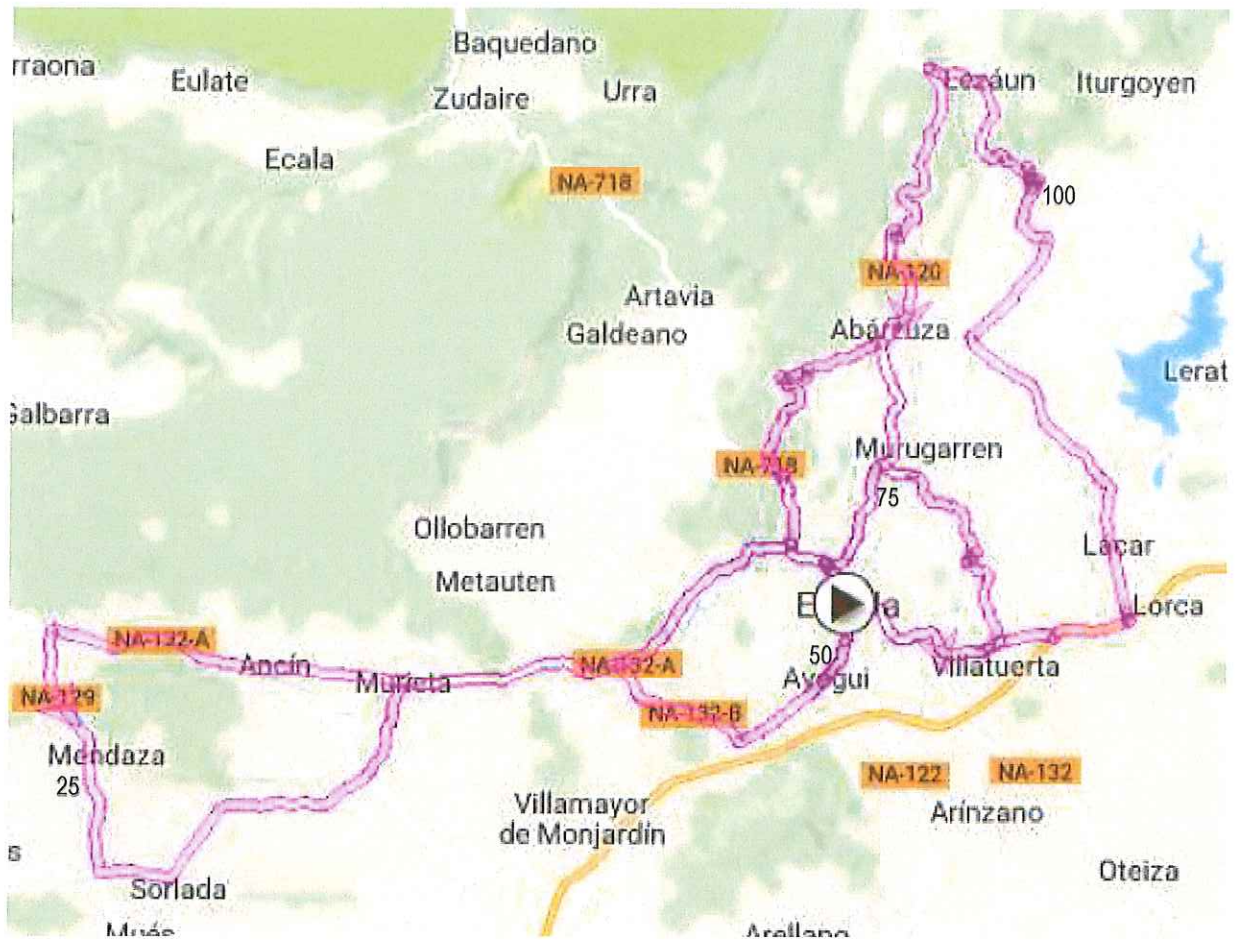 Baquedano
rraona
Eulate
Zudaire
Urra
Lezáun
Iturgoyen
Ecala
NA-718
100
NA-120
Artavia
Galdeano
Abárzuza
Lerat
Galbarra
NA-718
Murugarren
75
Ollobarren
Metauten
Lácar
Lorca
NA-132-A
Ancín
Murieta
NA-132-A
50
Ayegui
Villatuerta
NA-129
NA-132-B
Mendaza
25
NA-122
NA-132
Villamayor
de Monjardín
Arínzano
s
Sorlada
Oteiza
Mués
Arellano